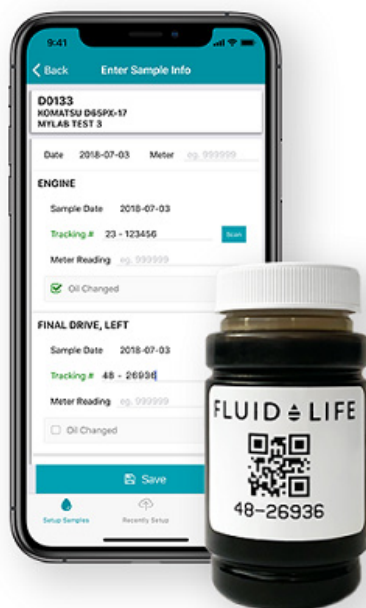 9:41
Back Enter Sample Info
D0133
KOMATSU D65PX-17
MYLAB TEST 3
Date 2018-07-03 Meter eg. 999999
ENGINE
Sample Date 2018-07-03
Tracking # 23 - 123456 Scan
Meter Reading eg. 999999
Oil Changed
FINAL DRIVE, LEFT
Sample Date 2018-07-03
Tracking # 48 - 26936
Meter Reading eg. 999999
Oil Changed
Save
Setup Samples Recently Setup
FLUID LIFE
48-26936